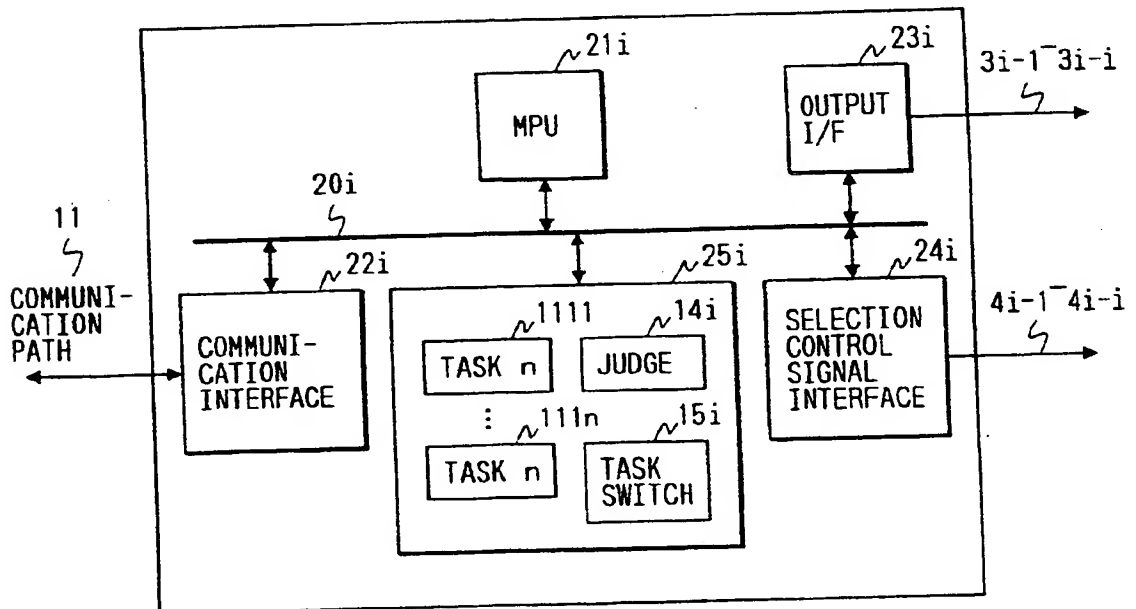 21i
23i
3i-1‾3i-i
MPU
OUTPUT
I/F
20i
11
22i
25i
24i
COMMUNI-
CATION
PATH
COMMUNI-
CATION
INTERFACE
1111
14i
TASK n
JUDGE
⋮
111n
15i
TASK n
TASK
SWITCH
SELECTION
CONTROL
SIGNAL
INTERFACE
4i-1‾4i-i